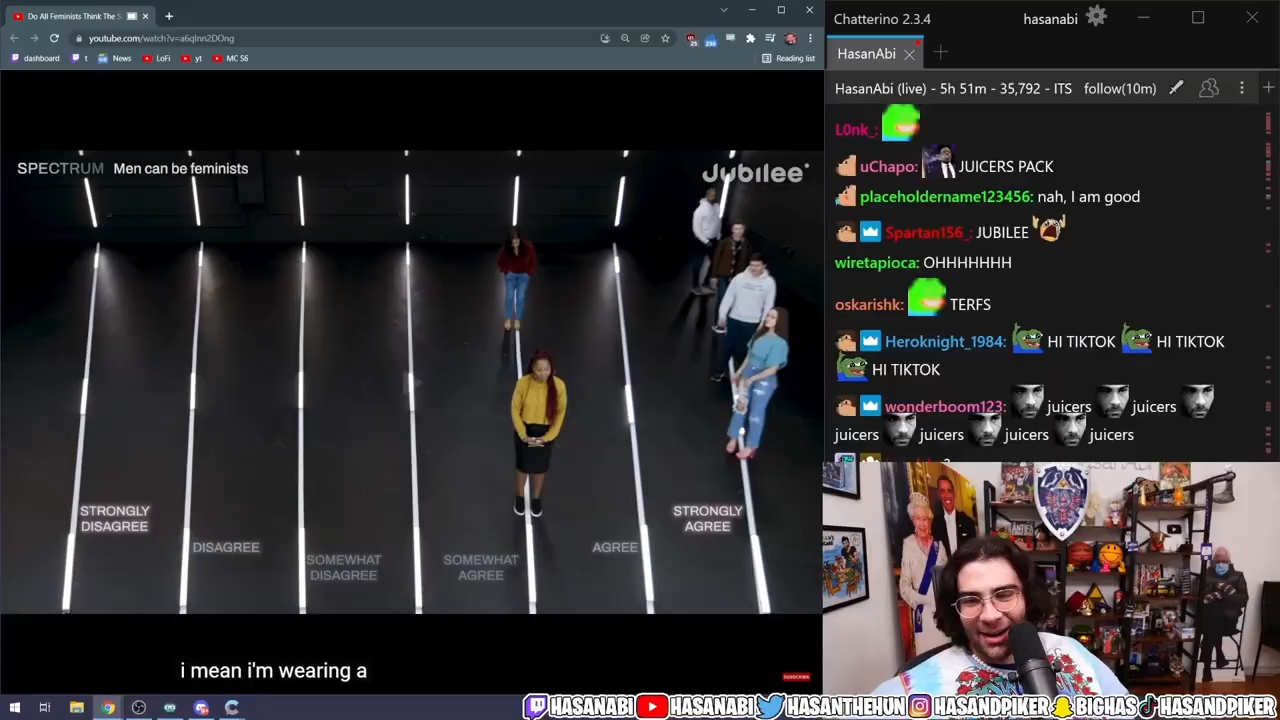 Do All Feminists Think The S
youtube.com/watch?v=a6qInn2DOng
dashboard
t
News
LoFi
yt
MC S6
Reading list
SPECTRUM Men can be feminists
Jubilee
STRONGLY
DISAGREE
DISAGREE
SOMEWHAT
DISAGREE
SOMEWHAT
AGREE
AGREE
STRONGLY
AGREE
i mean i'm wearing a
SUBSCRIBE
Chatterino 2.3.4
hasanabi
HasanAbi
HasanAbi (live) - 5h 51m - 35,792 - ITS
follow(10m)
L0nk_:
uChapo: JUICERS PACK
placeholdername123456: nah, I am good
Spartan156_: JUBILEE
wiretapioca: OHHHHHHH
oskarishk: TERFS
Heroknight_1984: HI TIKTOK HI TIKTOK
HI TIKTOK
wonderboom123: juicers juicers
juicers juicers juicers juicers
HASANABI HASANABI HASANTHEHUN HASANDPIKER BIGHAS HASANDPIKER